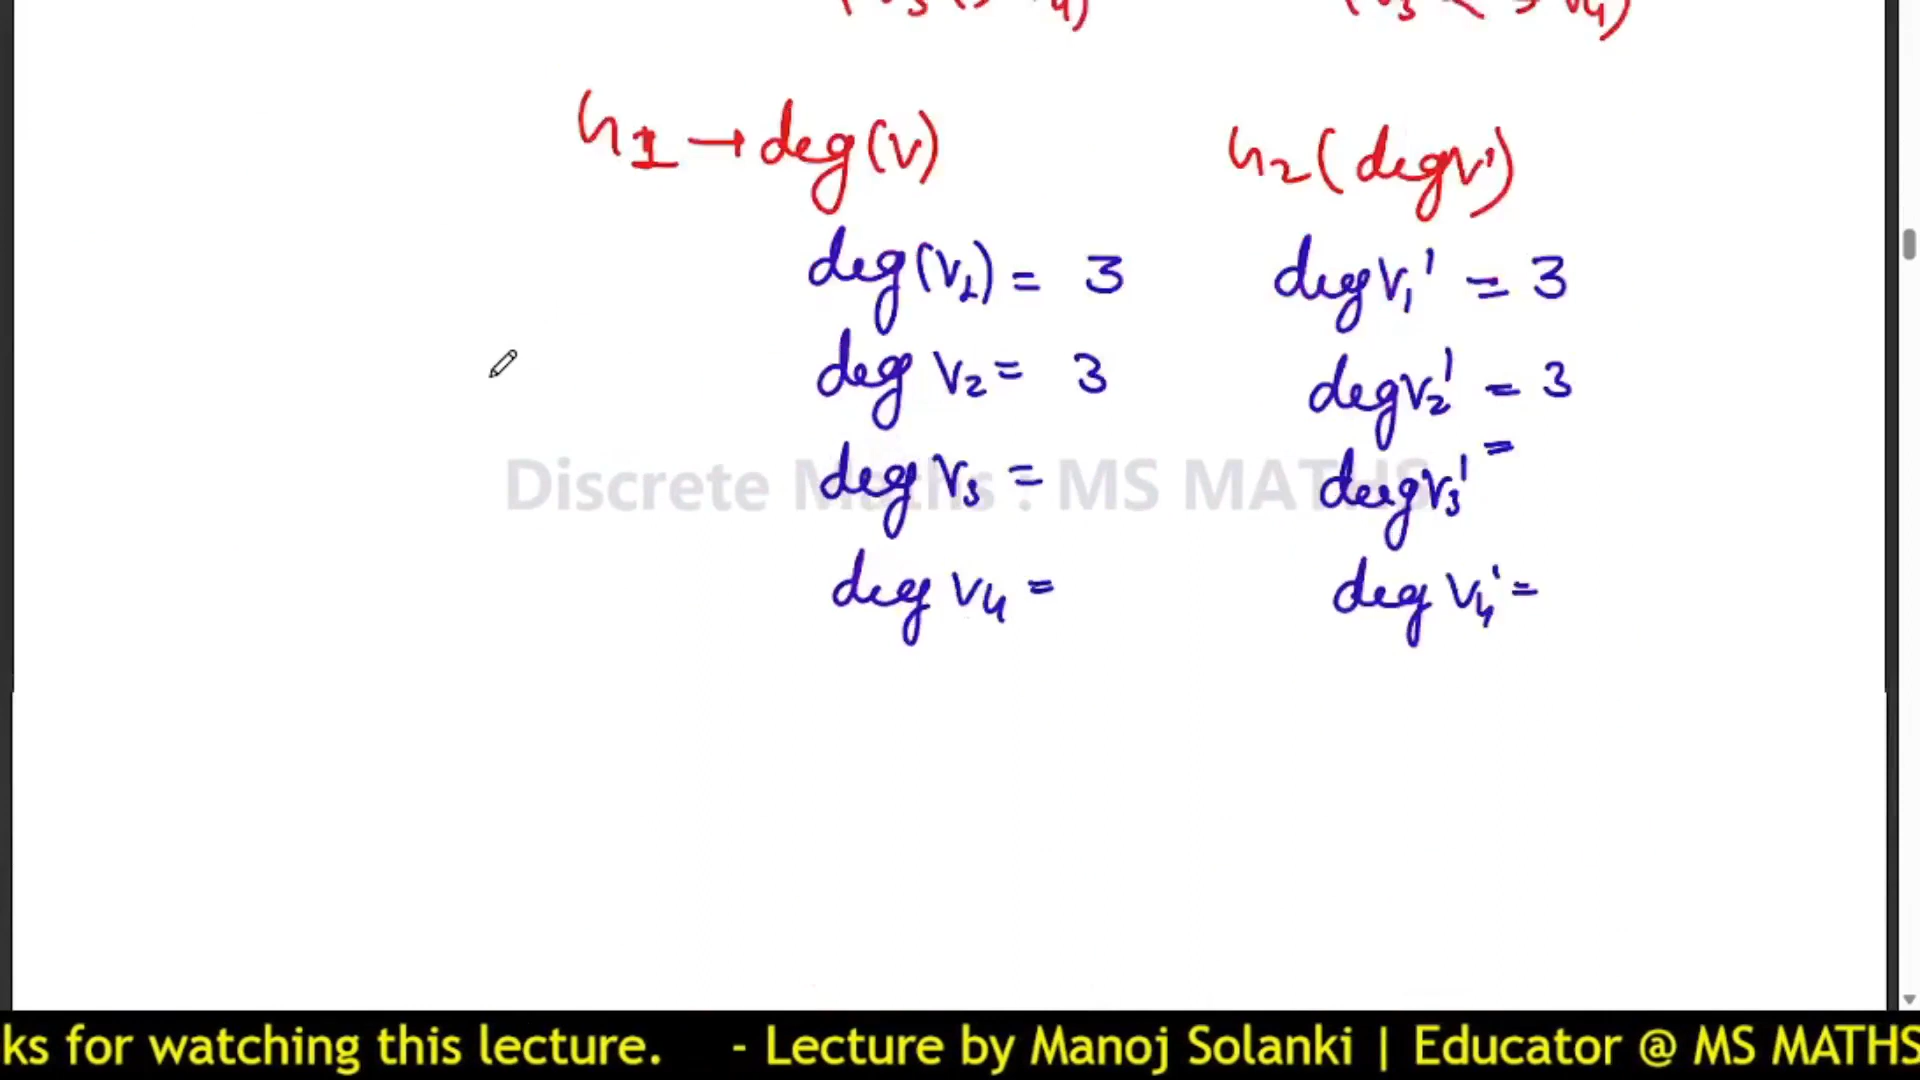 G1 → deg(v) G2(degv')
deg(v1) = 3 degv1' = 3
deg v2 = 3 degv2' = 3
deg v3 = degv3' =
deg v4 = deg v4' =
Discrete Maths : MS MATHS
ks for watching this lecture. - Lecture by Manoj Solanki | Educator @ MS MATHS